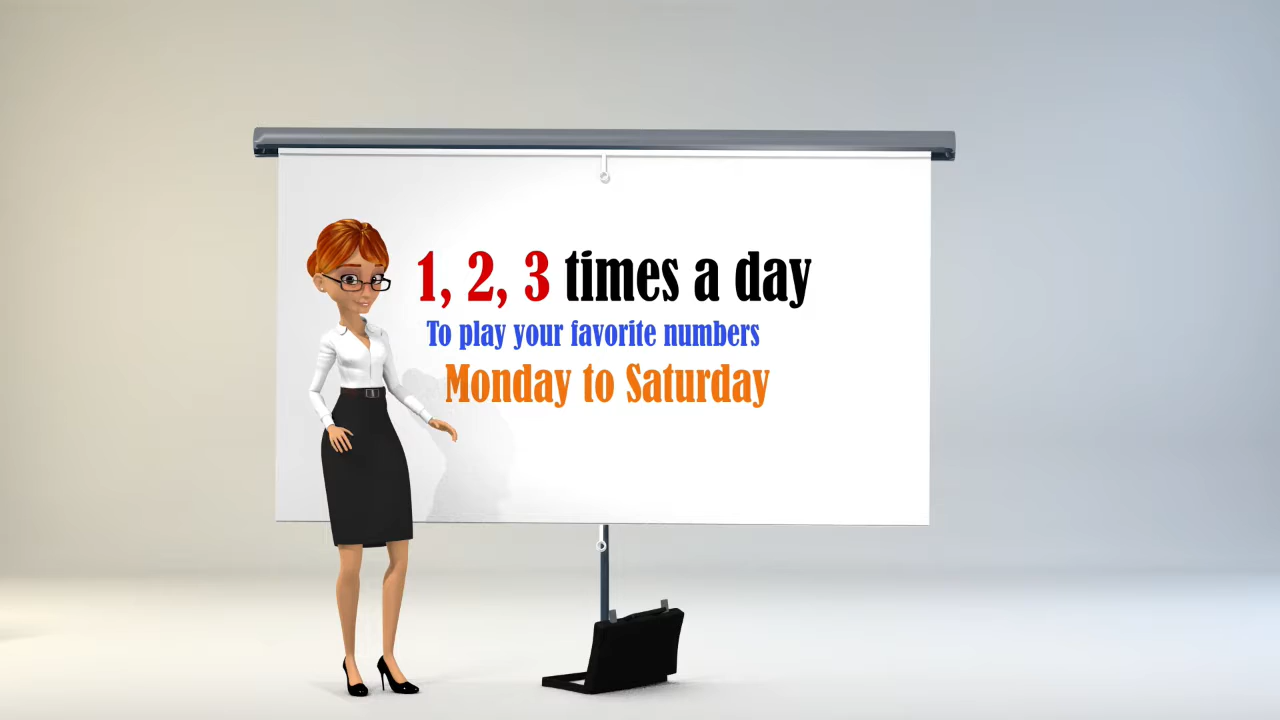 1, 2, 3 times a day
To play your favorite numbers
Monday to Saturday